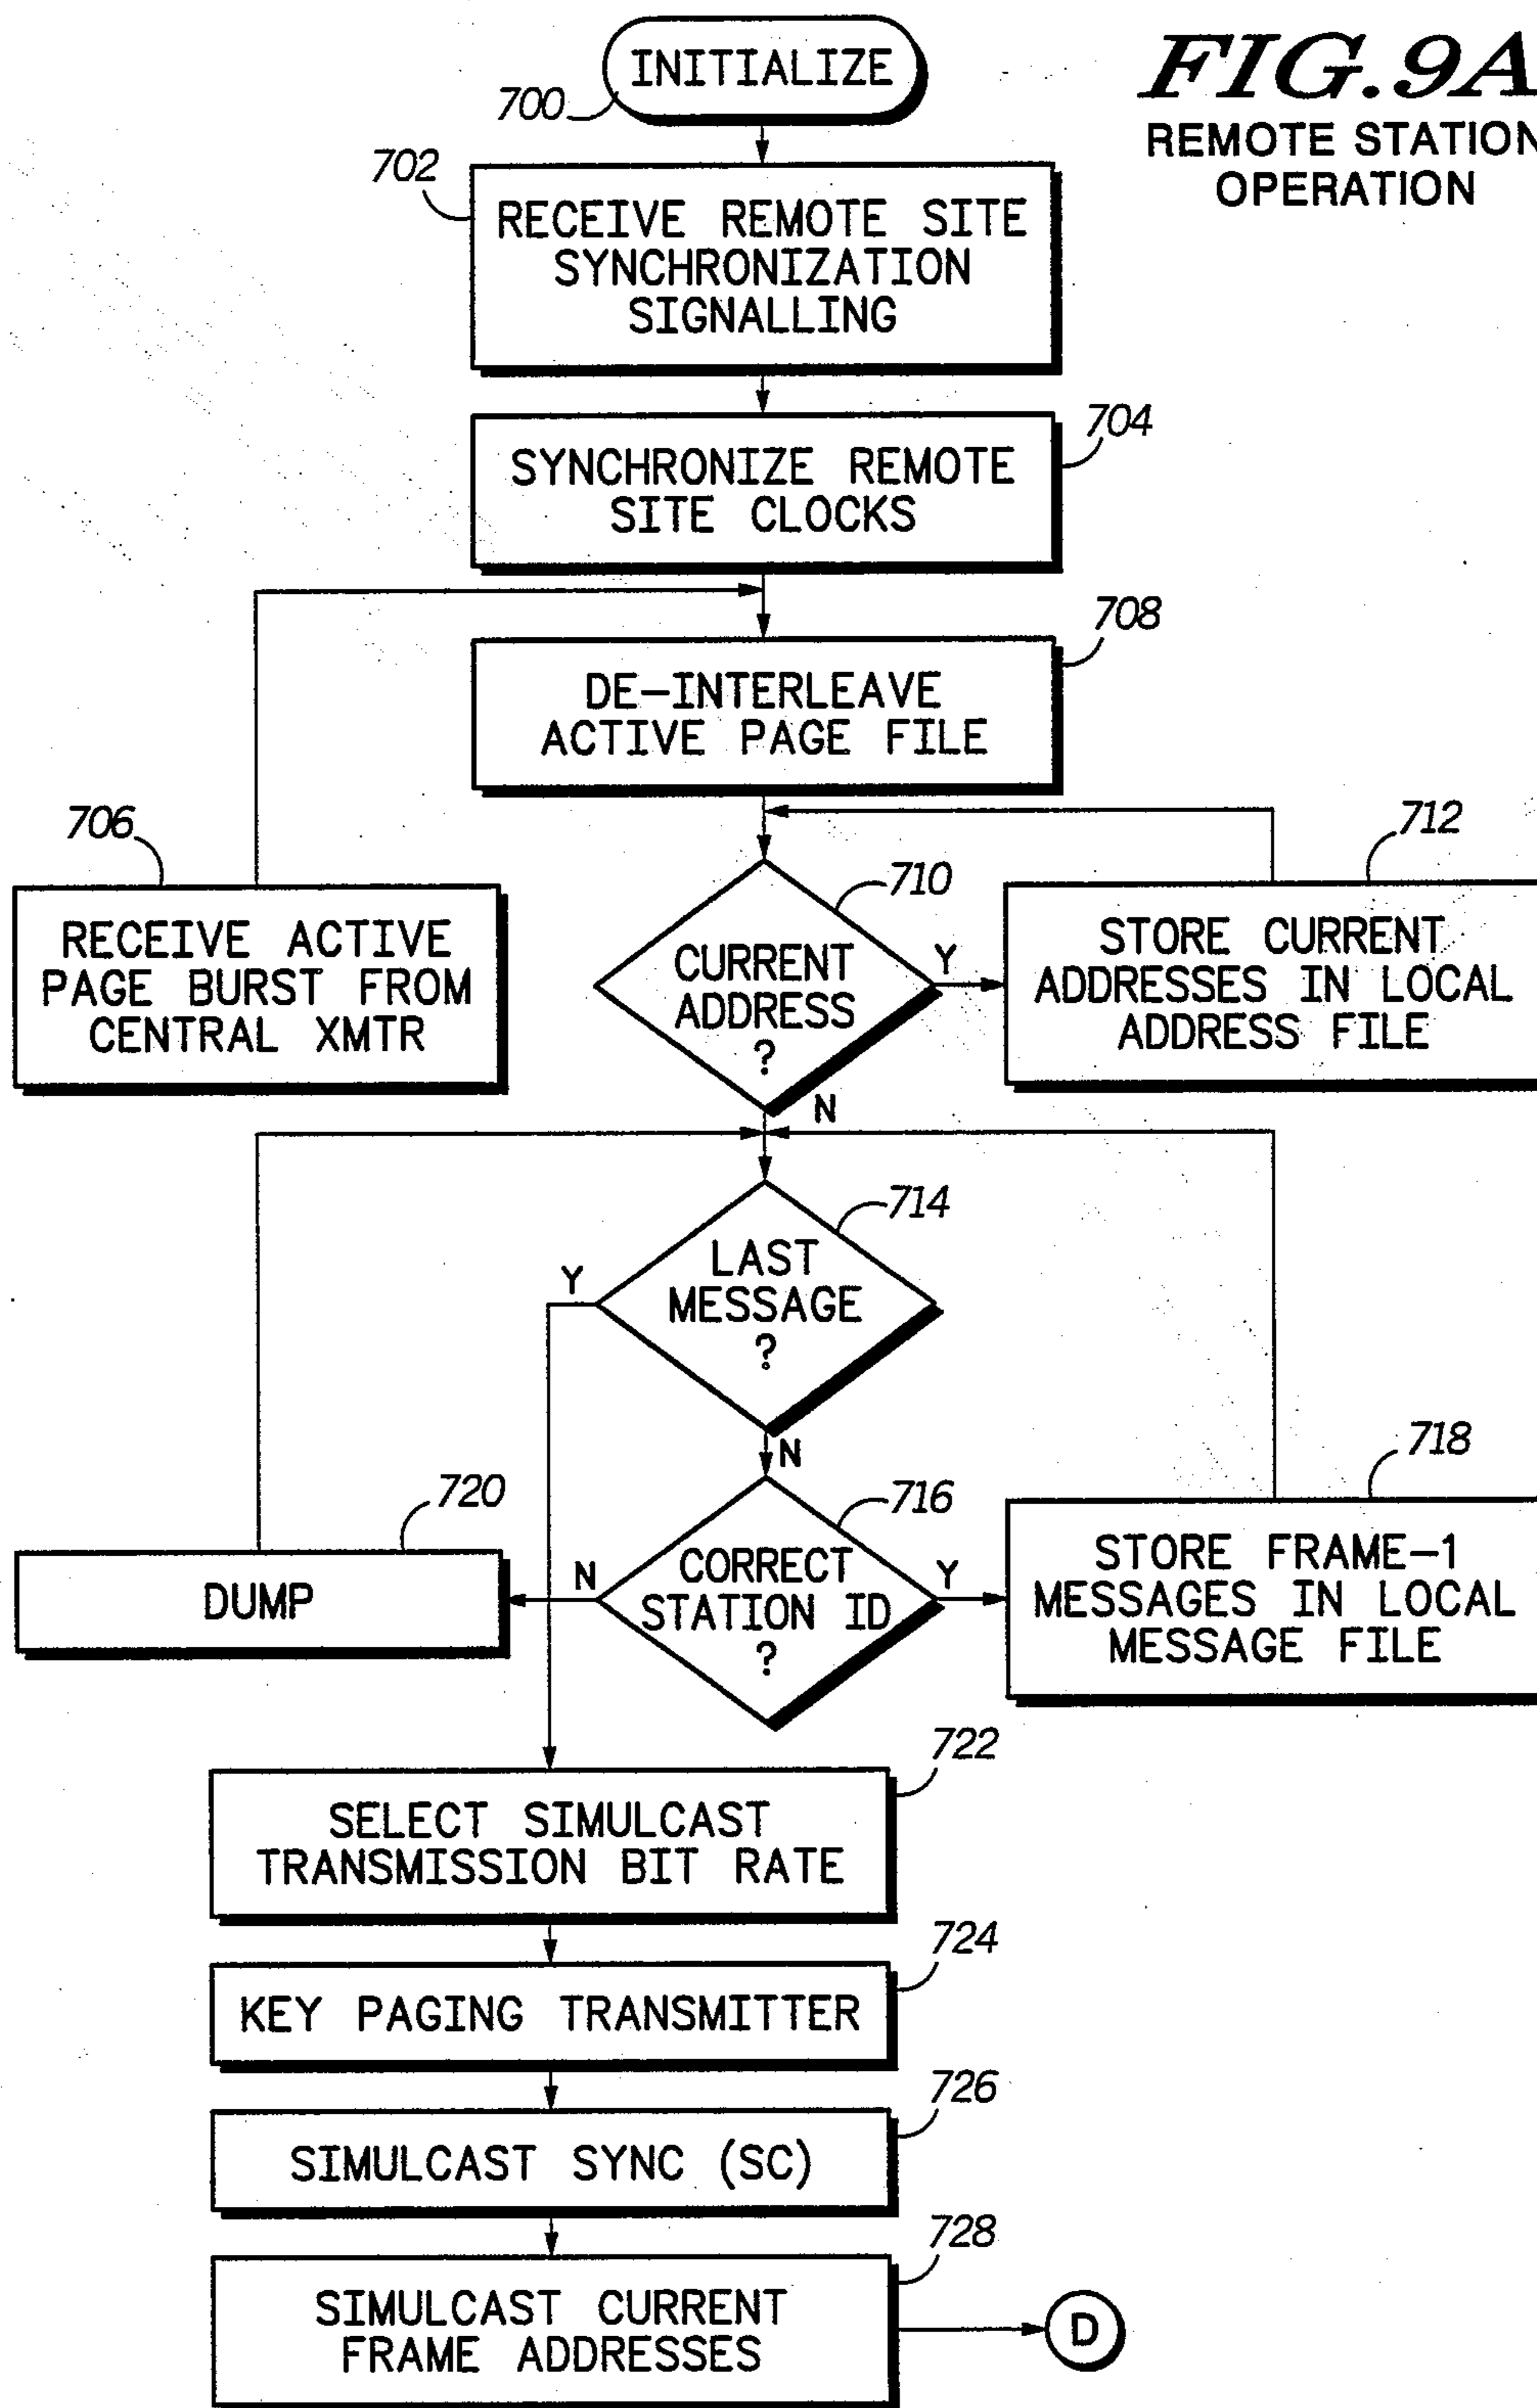 FIG.9A
REMOTE STATION
OPERATION
INITIALIZE
700
702
RECEIVE REMOTE SITE
SYNCHRONIZATION
SIGNALLING
704
SYNCHRONIZE REMOTE
SITE CLOCKS
708
DE-INTERLEAVE
ACTIVE PAGE FILE
706
RECEIVE ACTIVE
PAGE BURST FROM
CENTRAL XMTR
710
CURRENT
ADDRESS
?
Y
N
712
STORE CURRENT
ADDRESSES IN LOCAL
ADDRESS FILE
714
LAST
MESSAGE
?
Y
N
716
CORRECT
STATION ID
?
N
Y
720
DUMP
718
STORE FRAME-1
MESSAGES IN LOCAL
MESSAGE FILE
722
SELECT SIMULCAST
TRANSMISSION BIT RATE
724
KEY PAGING TRANSMITTER
726
SIMULCAST SYNC (SC)
728
SIMULCAST CURRENT
FRAME ADDRESSES
D